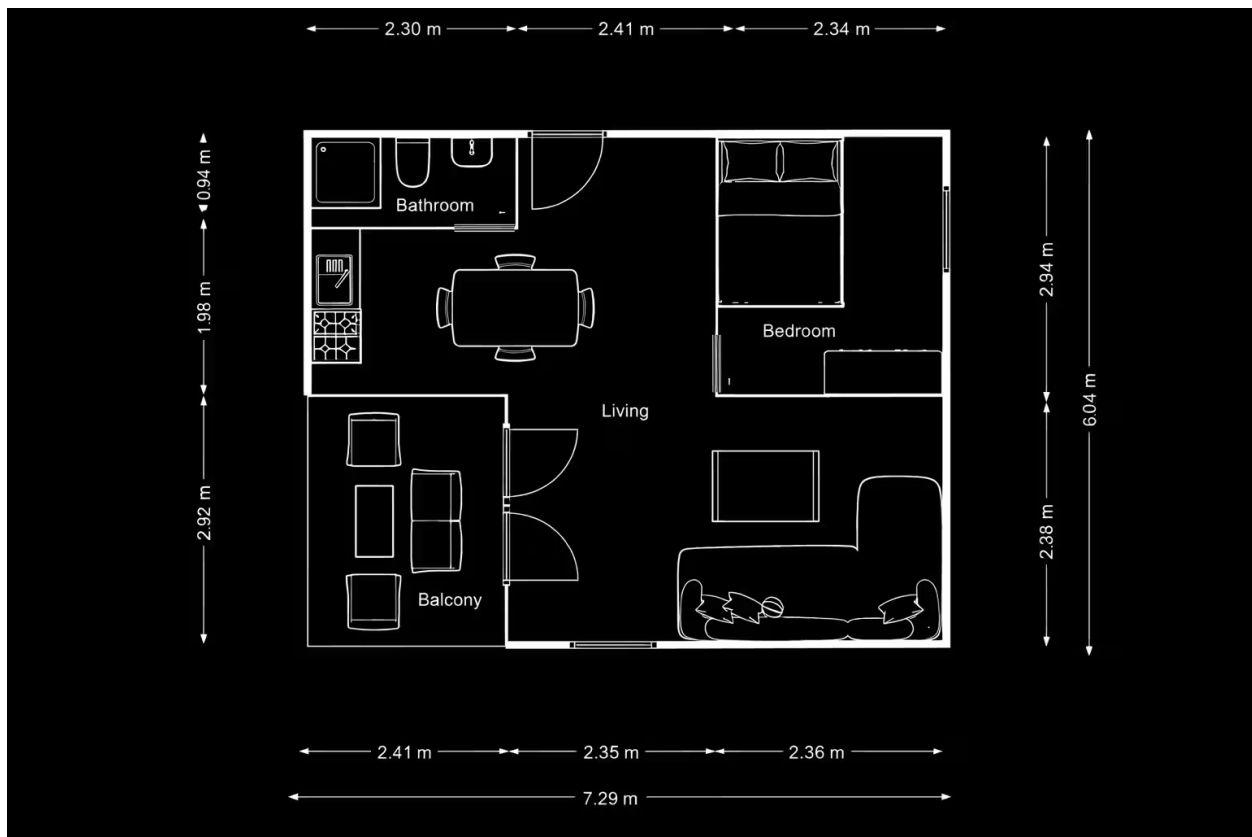 2.30 m
2.41 m
2.34 m
0.94 m
Bathroom
1.98 m
2.94 m
Bedroom
6.04 m
Living
2.92 m
2.38 m
Balcony
2.41 m
2.35 m
2.36 m
7.29 m